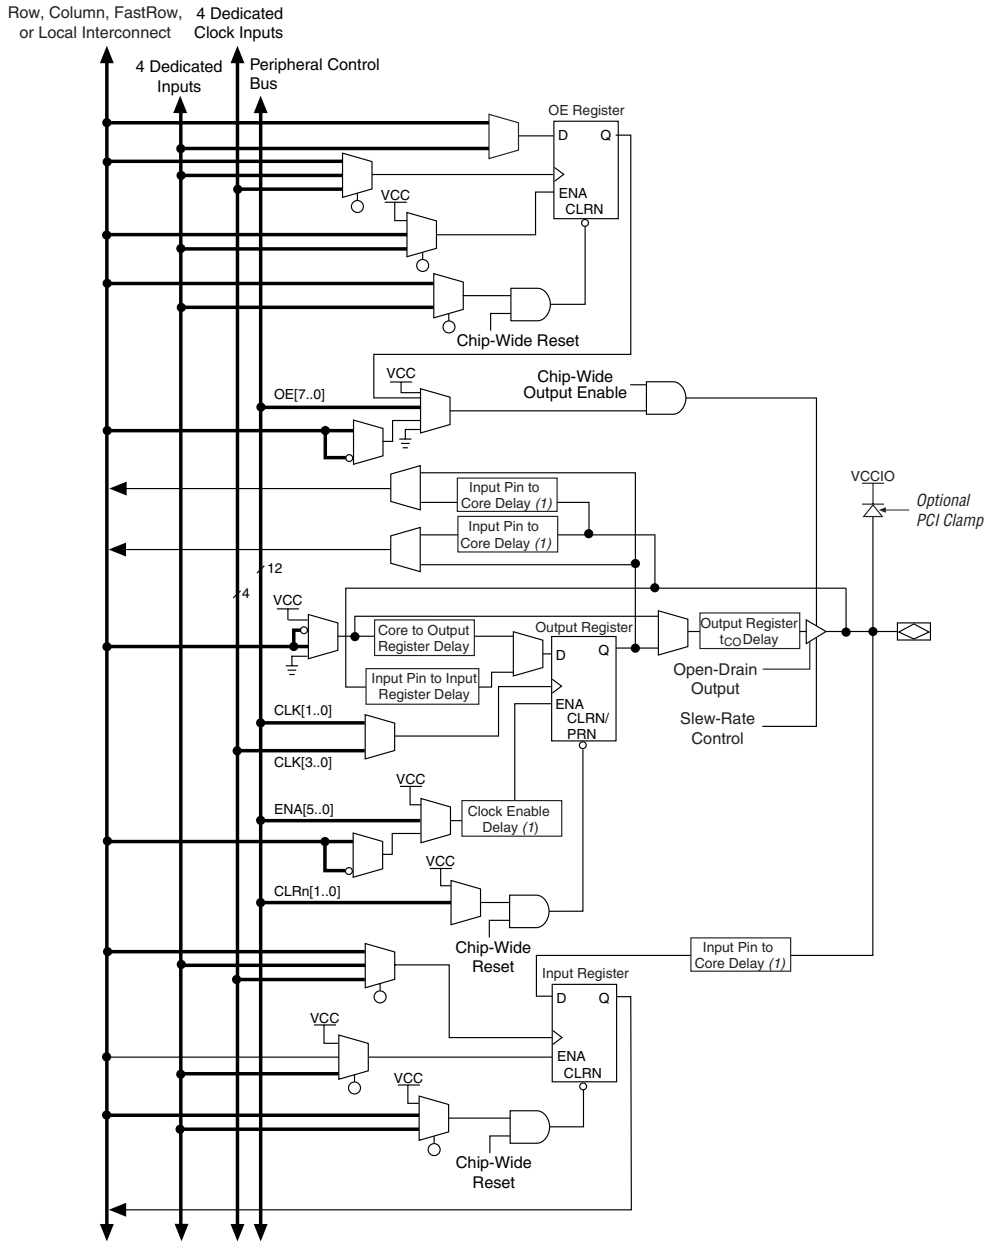 Row, Column, FastRow,
or Local Interconnect
4 Dedicated
Clock Inputs
4 Dedicated
Inputs
Peripheral Control
Bus
OE Register
D
Q
ENA
CLRN
VCC
Chip-Wide Reset
VCC
OE[7..0]
Chip-Wide
Output Enable
Input Pin to
Core Delay (1)
Input Pin to
Core Delay (1)
VCCIO
Optional
PCI Clamp
12
4
VCC
Core to Output
Register Delay
Input Pin to Input
Register Delay
Output Register
D
Q
ENA
CLRN/
PRN
Output Register
tCO Delay
Open-Drain
Output
Slew-Rate
Control
CLK[1..0]
CLK[3..0]
VCC
ENA[5..0]
Clock Enable
Delay (1)
VCC
CLRn[1..0]
Chip-Wide
Reset
Input Pin to
Core Delay (1)
Input Register
D
Q
ENA
CLRN
VCC
VCC
Chip-Wide
Reset